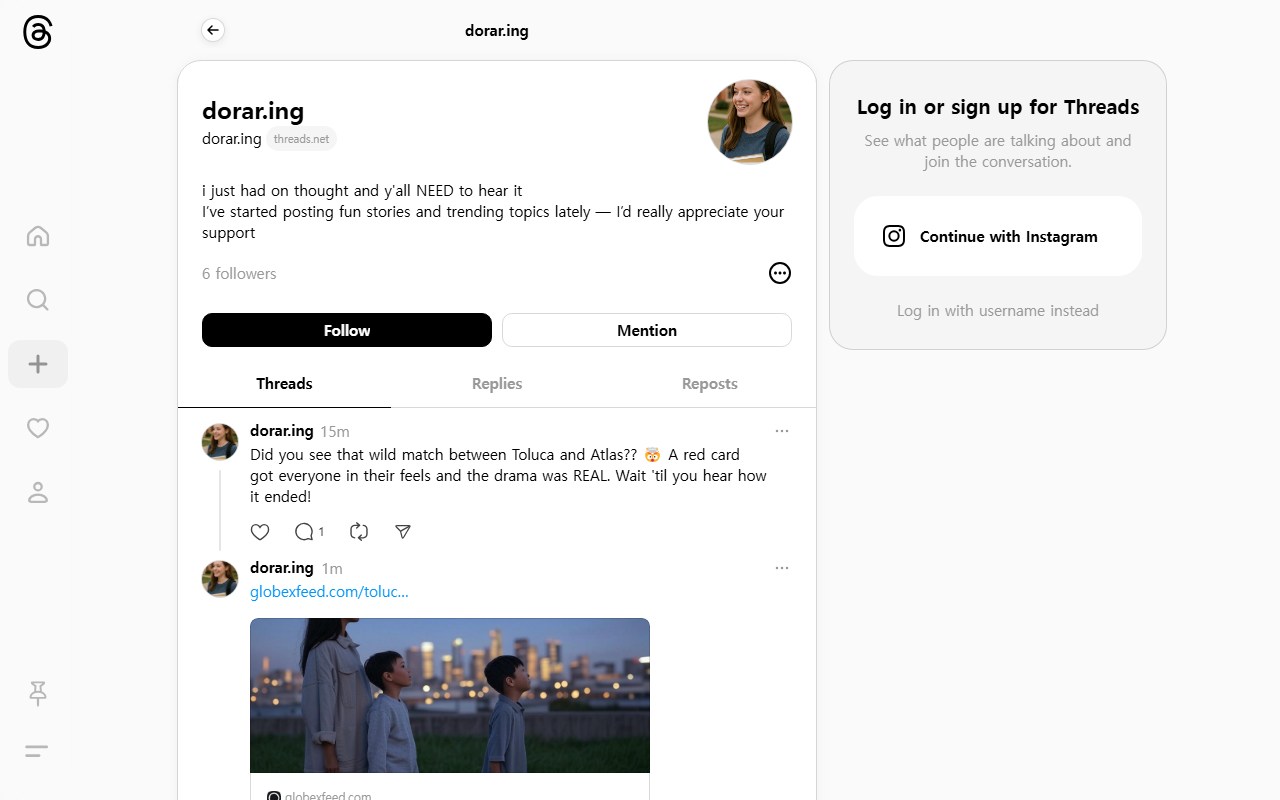 dorar.ing
dorar.ing
dorar.ing threads.net
i just had on thought and y'all NEED to hear it
I've started posting fun stories and trending topics lately — I'd really appreciate your
support
6 followers
Follow
Mention
Threads
Replies
Reposts
dorar.ing 15m
Did you see that wild match between Toluca and Atlas?? 🤯 A red card
got everyone in their feels and the drama was REAL. Wait 'til you hear how
it ended!
1
dorar.ing 1m
globexfeed.com/toluc...
globexfeed.com
Log in or sign up for Threads
See what people are talking about and
join the conversation.
Continue with Instagram
Log in with username instead